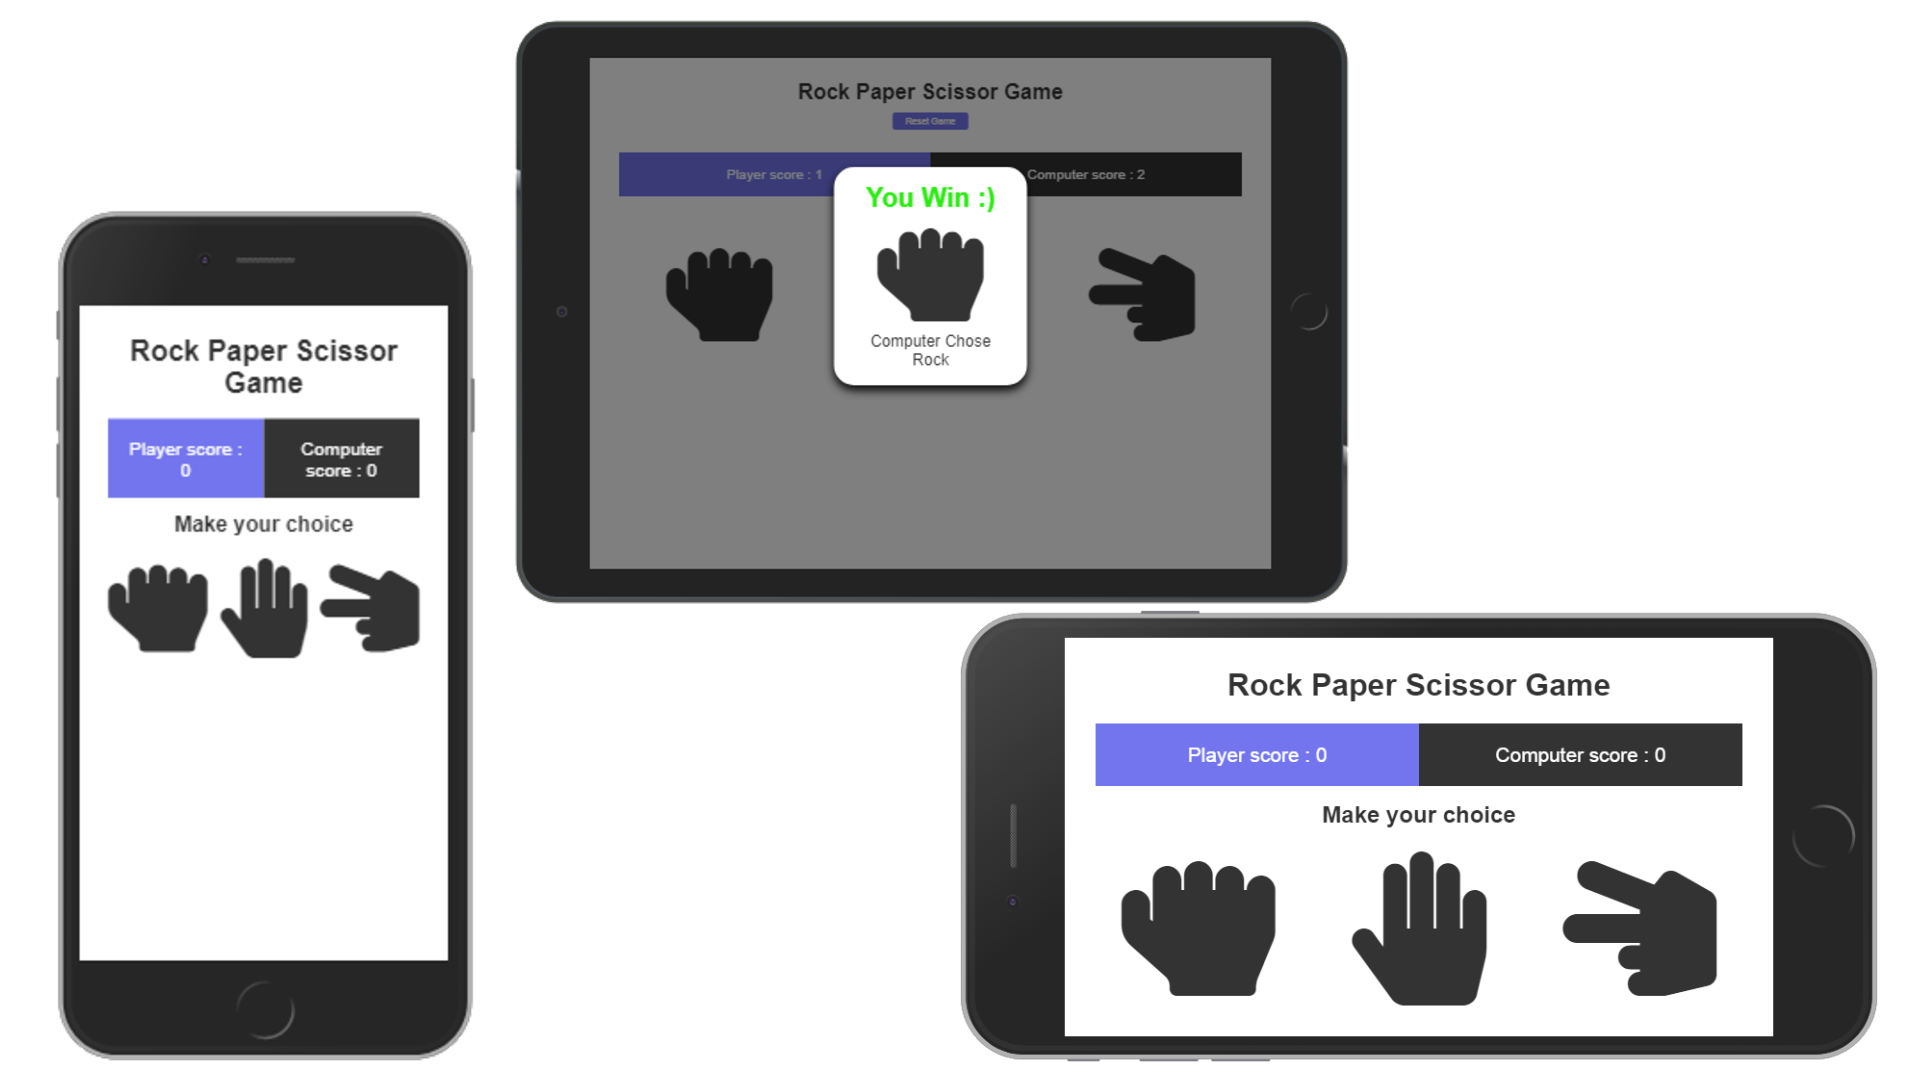 Rock Paper Scissor Game
Reset Game
Player score : 1
Computer score : 2
You Win :)
Computer Chose
Rock
Rock Paper Scissor
Game
Player score :
0
Computer
score : 0
Make your choice
Rock Paper Scissor Game
Player score : 0
Computer score : 0
Make your choice